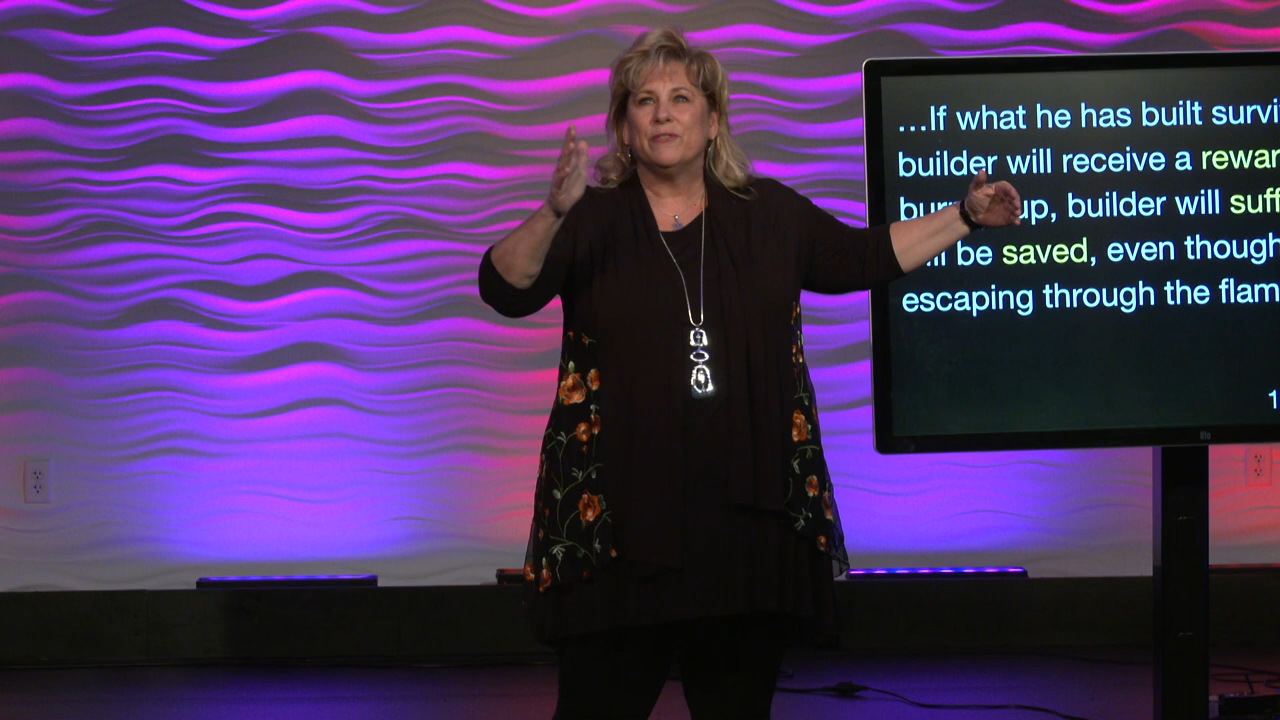 ...If what he has built survi
builder will receive a rewar
up, builder will suff
be saved, even though
escaping through the flam
1